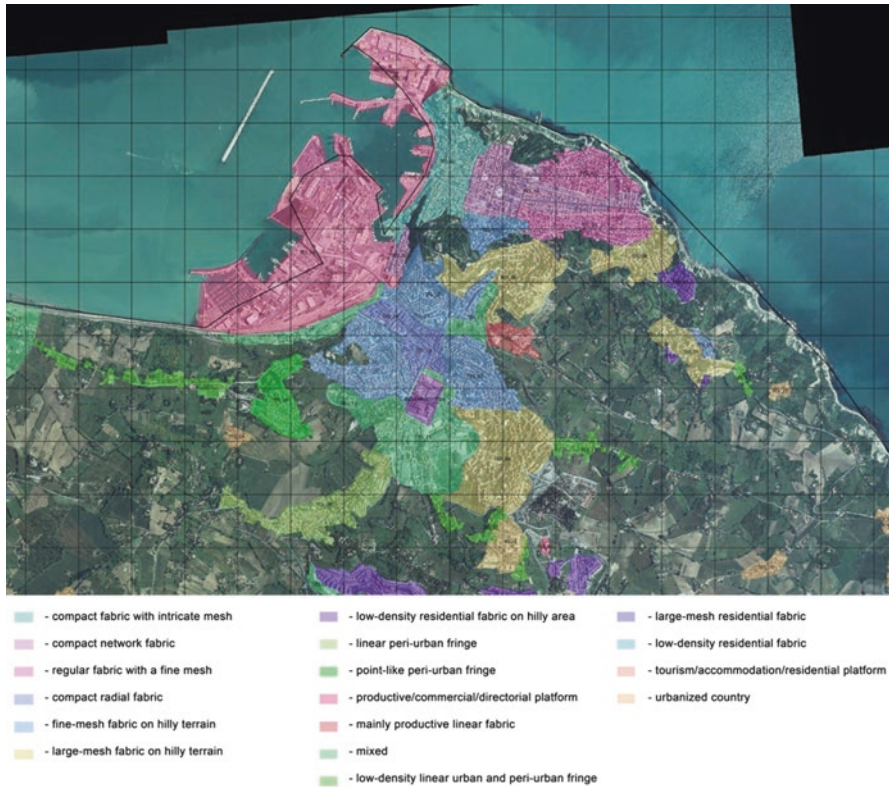 - compact fabric with intricate mesh
- compact network fabric
- regular fabric with a fine mesh
- compact radial fabric
- fine-mesh fabric on hilly terrain
- large-mesh fabric on hilly terrain
- low-density residential fabric on hilly area
- linear peri-urban fringe
- point-like peri-urban fringe
- productive/commercial/directorial platform
- mainly productive linear fabric
- mixed
- low-density linear urban and peri-urban fringe
- large-mesh residential fabric
- low-density residential fabric
- tourism/accommodation/residential platform
- urbanized country